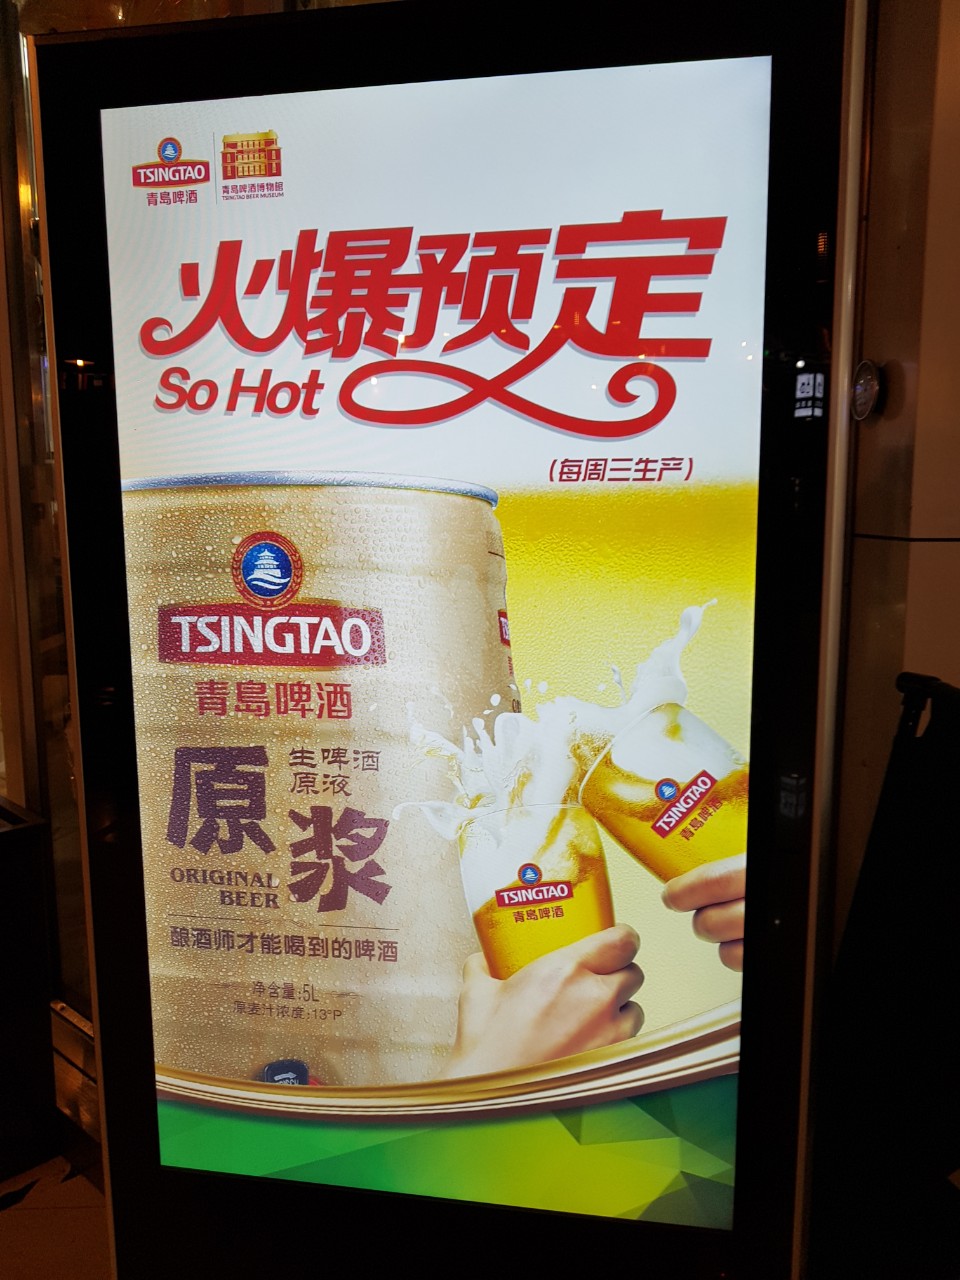 TSINGTAO
青島啤酒
青島啤酒博物館
TSINGTAO BEER MUSEUM
火爆预定
So Hot
(每周三生产)
TSINGTAO
青島啤酒
原浆
生啤酒
原液
ORIGINAL
BEER
酿酒师才能喝到的啤酒
净含量:5L
原麦汁浓度:13°P
TSINGTAO
青島啤酒
TSINGTAO
青島啤酒